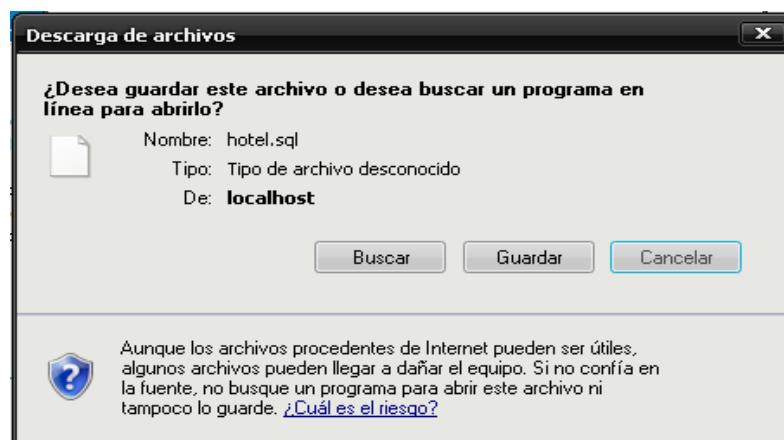 Descarga de archivos
¿Desea guardar este archivo o desea buscar un programa en
línea para abrirlo?
Nombre: hotel.sql
Tipo: Tipo de archivo desconocido
De: localhost
Buscar Guardar Cancelar
Aunque los archivos procedentes de Internet pueden ser útiles,
algunos archivos pueden llegar a dañar el equipo. Si no confía en
la fuente, no busque un programa para abrir este archivo ni
tampoco lo guarde. ¿Cuál es el riesgo?